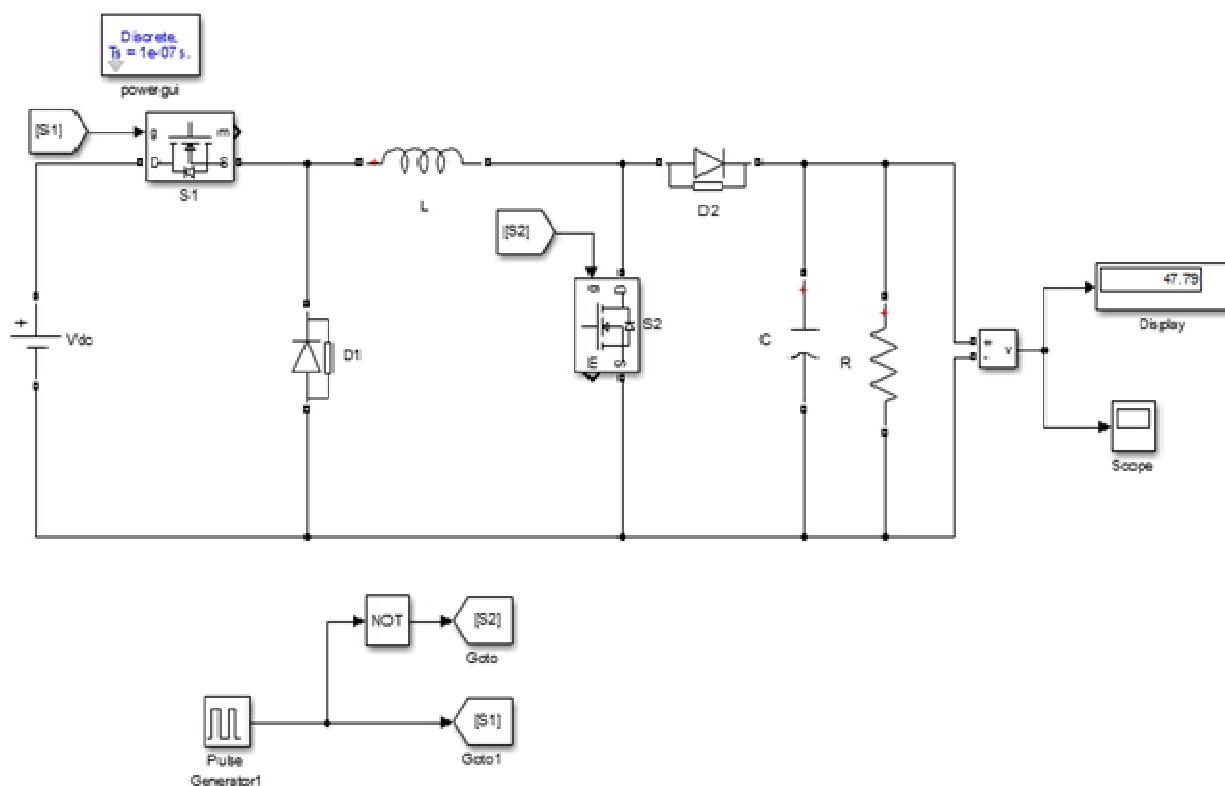 Discrete,
Ts = 1e-07 s.
powergui
[S1]
g
m
D
S
S1
+
L
D2
[S2]
g
D
S2
m
S
+
Vdc
D1
C
R
+
-
v
47.79
Display
Scope
NOT
[S2]
Goto
[S1]
Goto1
Pulse
Generator1